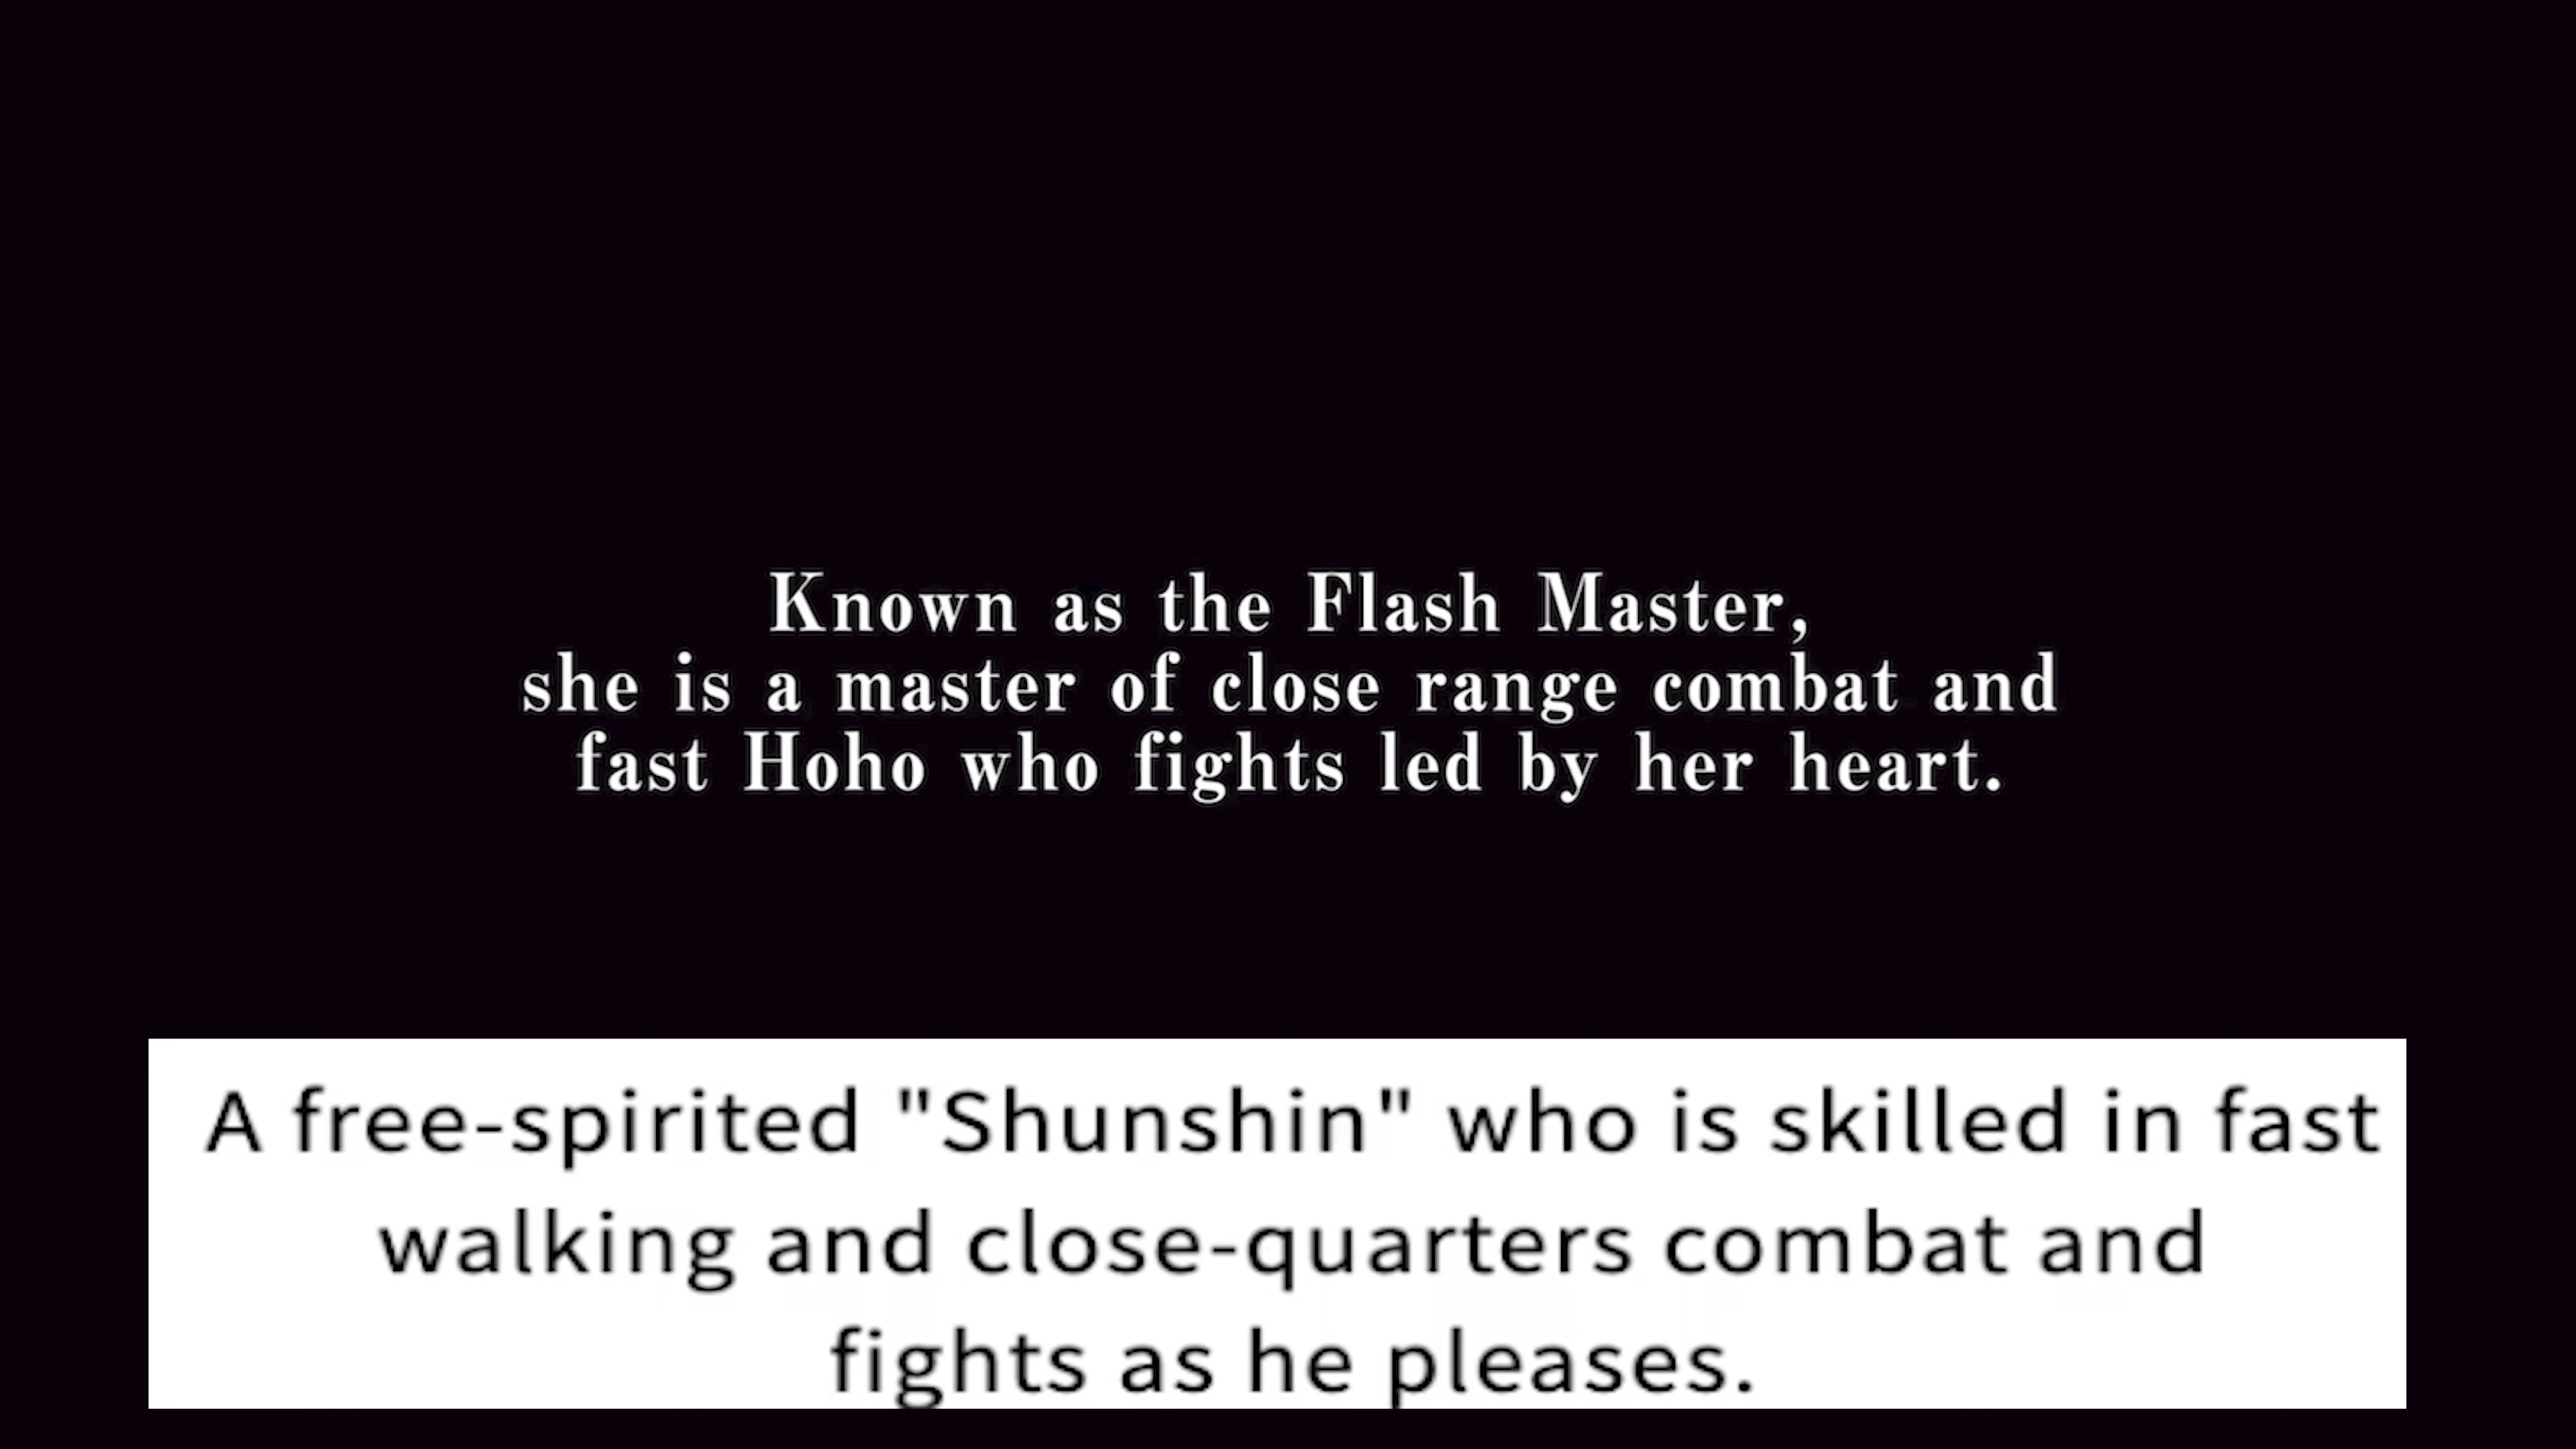 Known as the Flash Master,
she is a master of close range combat and
fast Hoho who fights led by her heart.
A free-spirited "Shunshin" who is skilled in fast
walking and close-quarters combat and
fights as he pleases.